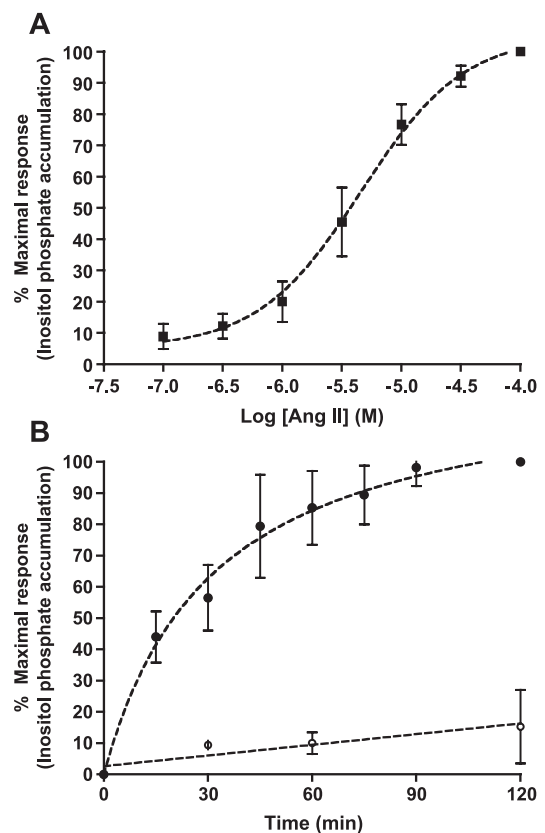 A
% Maximal response
(Inositol phosphate accumulation)
100
90
80
70
60
50
40
30
20
10
0
-7.5 -7.0 -6.5 -6.0 -5.5 -5.0 -4.5 -4.0
Log [Ang II] (M)
B
% Maximal response
(Inositol phosphate accumulation)
100
90
80
70
60
50
40
30
20
10
0
0 30 60 90 120
Time (min)